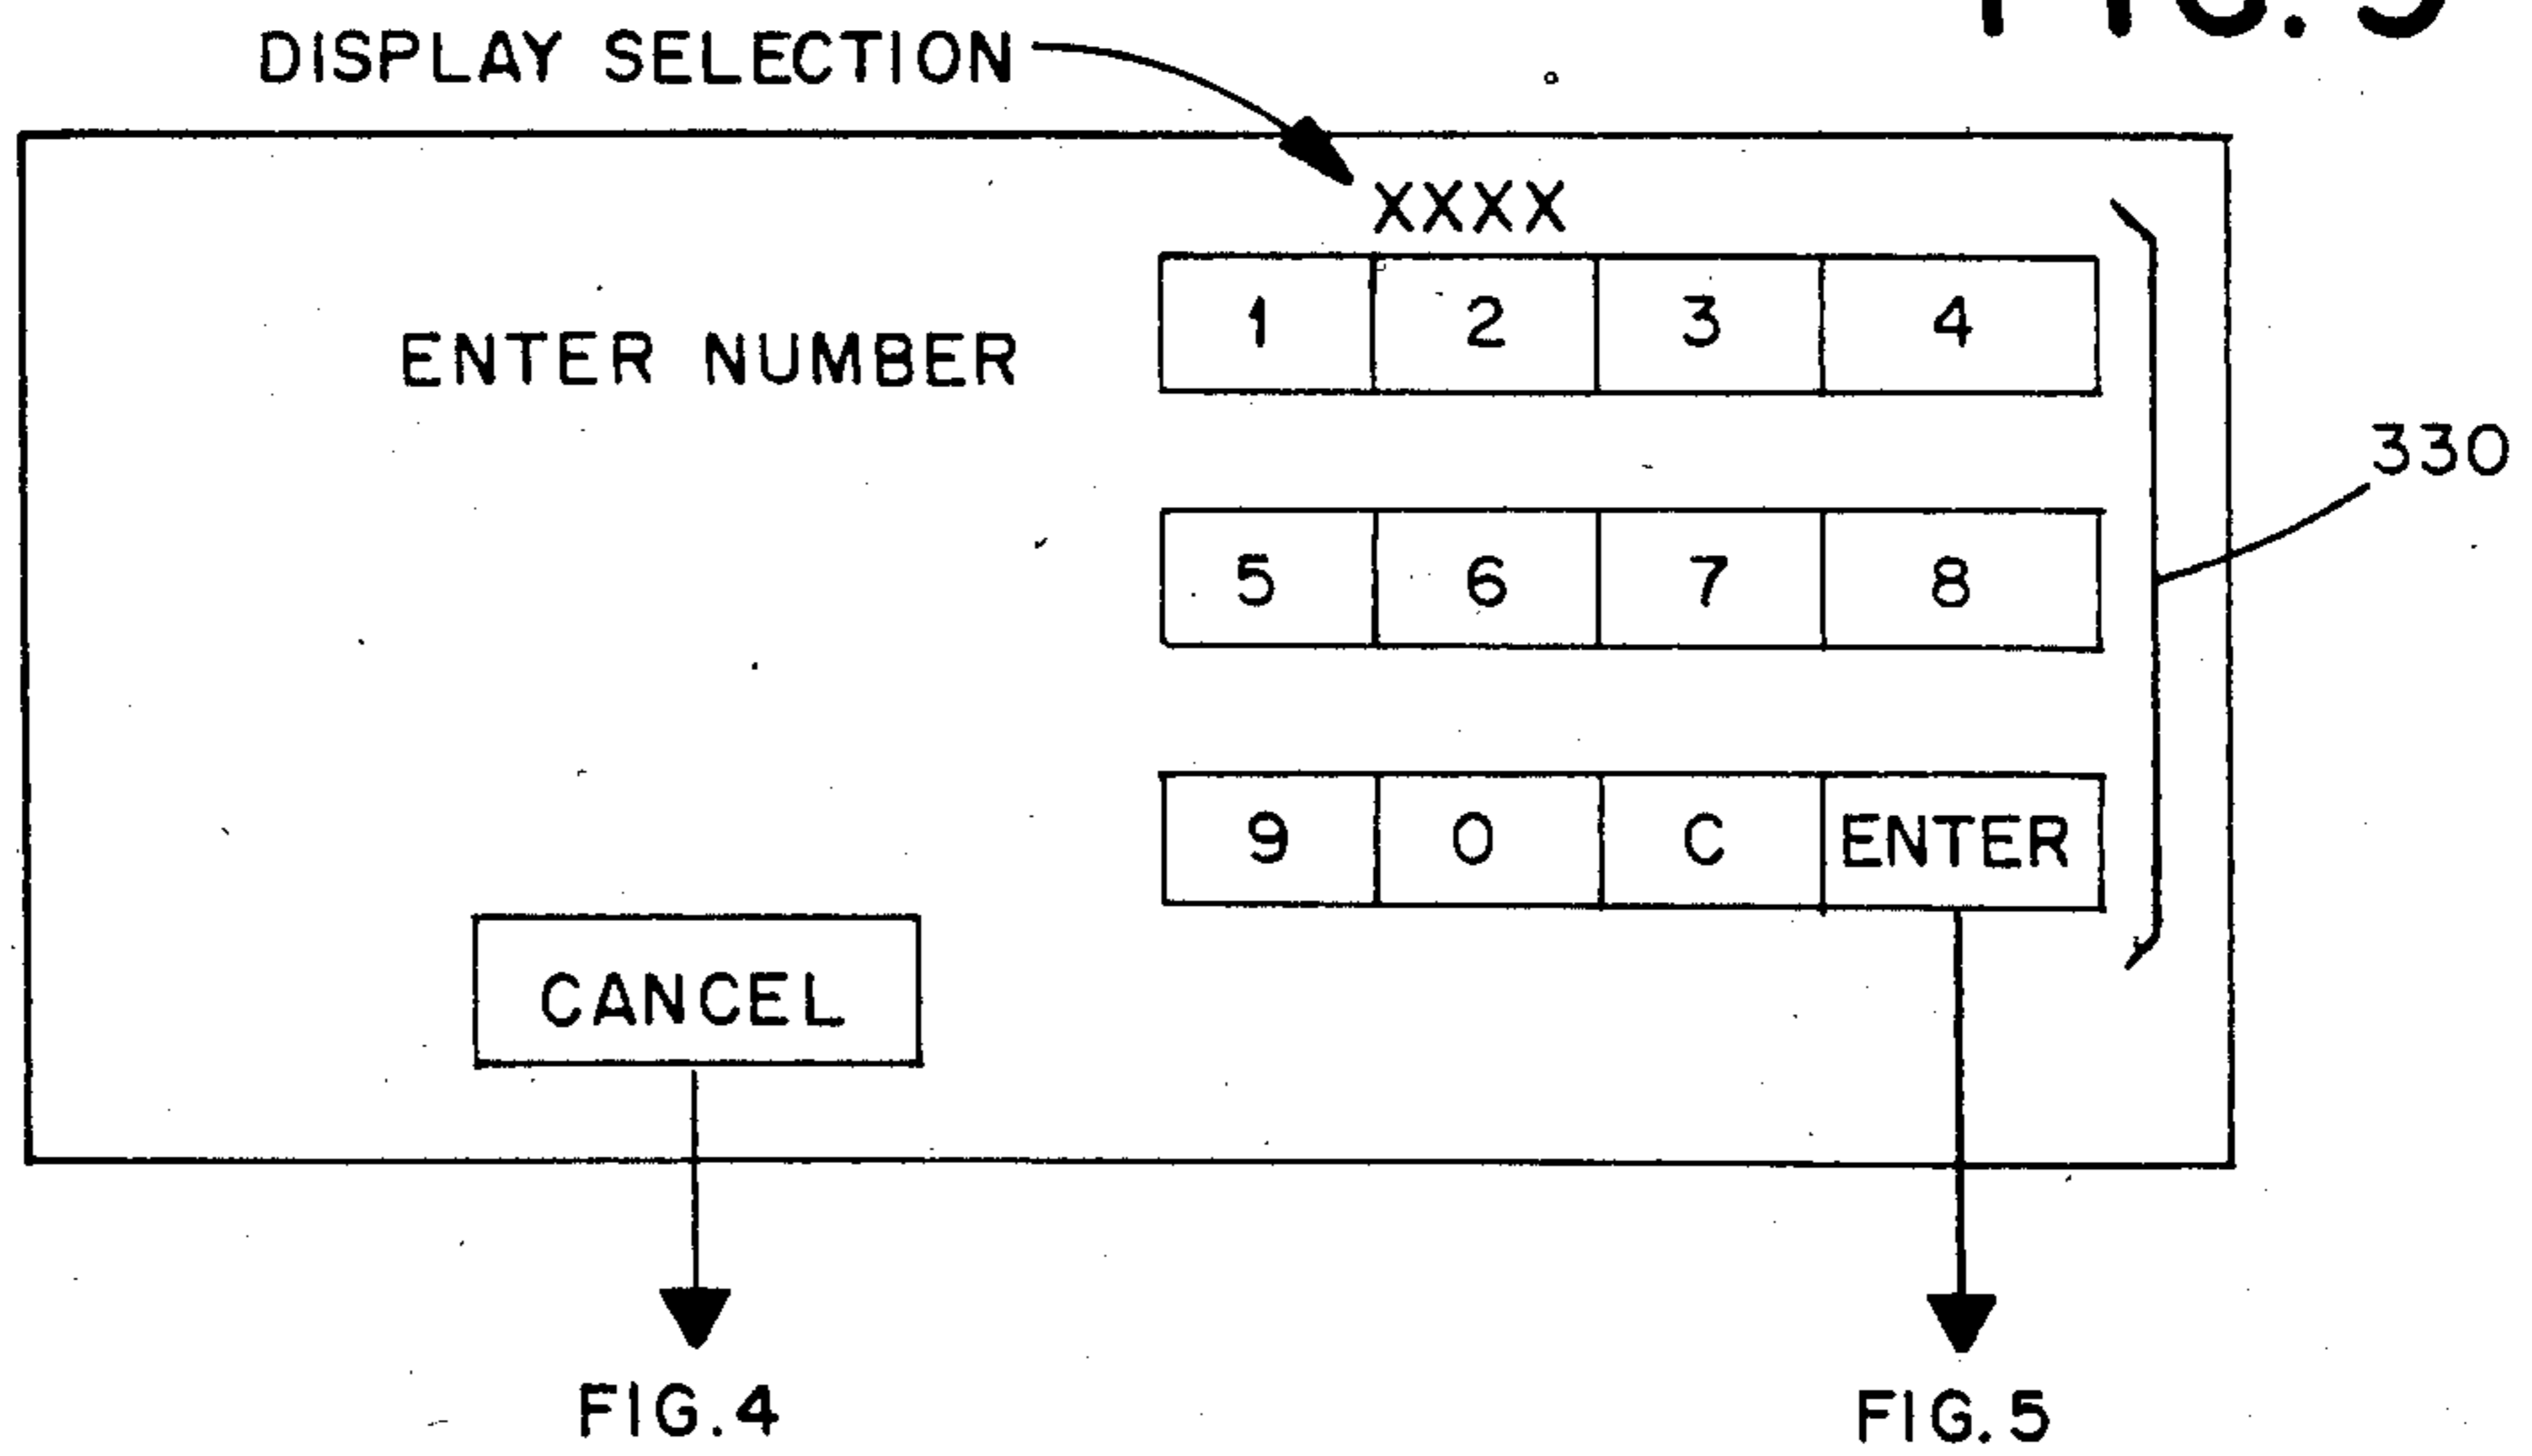 FIG.
DISPLAY SELECTION
XXXX
ENTER NUMBER
1 2 3 4
330
5 6 7 8
9 0 C ENTER
CANCEL
FIG.4
FIG.5